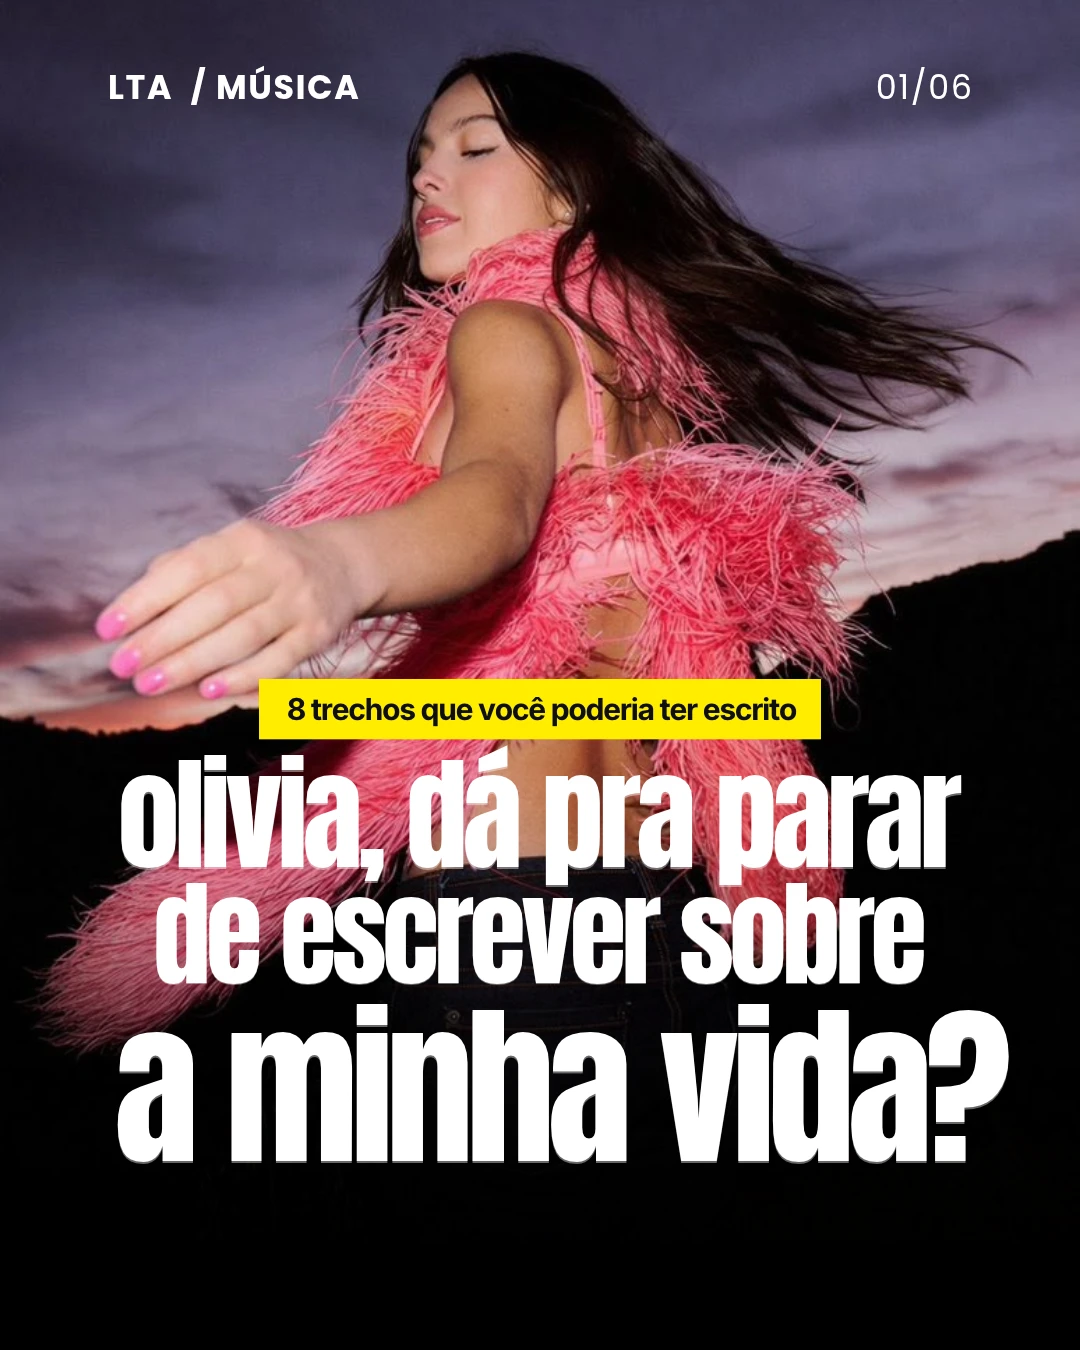 LTA / MÚSICA
01/06
8 trechos que você poderia ter escrito
olivia, dá pra parar
de escrever sobre
a minha vida?